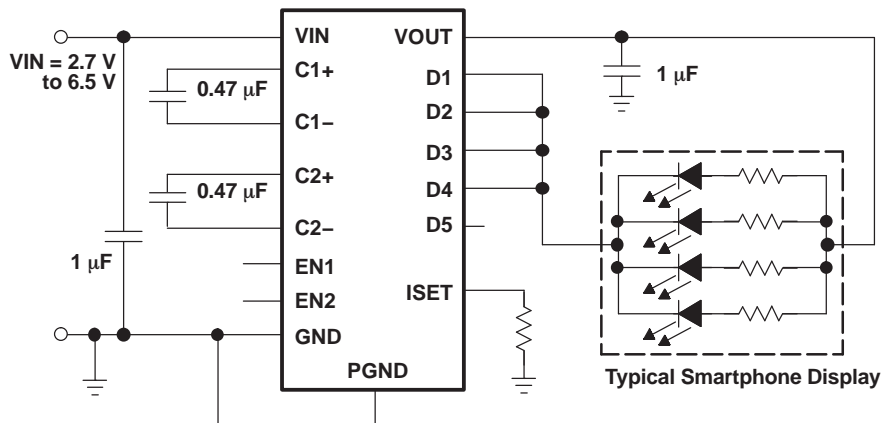 VIN
VOUT
VIN = 2.7 V
to 6.5 V
C1+
D1
0.47 μF
1 μF
C1−
D2
D3
C2+
D4
0.47 μF
C2−
D5
1 μF
EN1
EN2
ISET
GND
PGND
Typical Smartphone Display